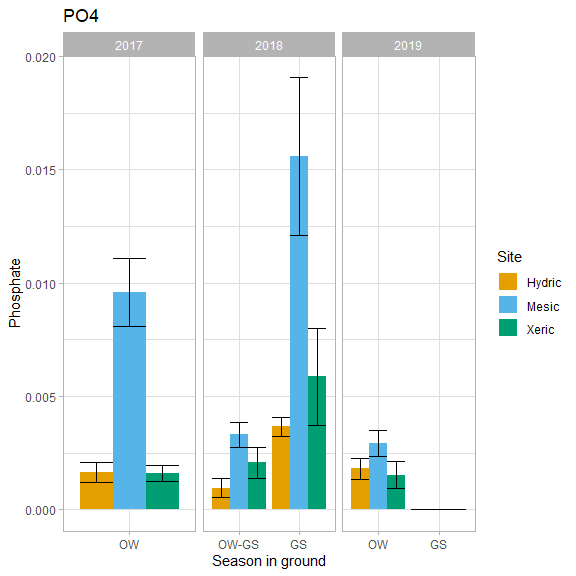 PO4
2017 2018 2019
0.020
0.015
0.010
0.005
0.000
Phosphate
OW OW-GS GS OW GS
Season in ground
Site
Hydric
Mesic
Xeric